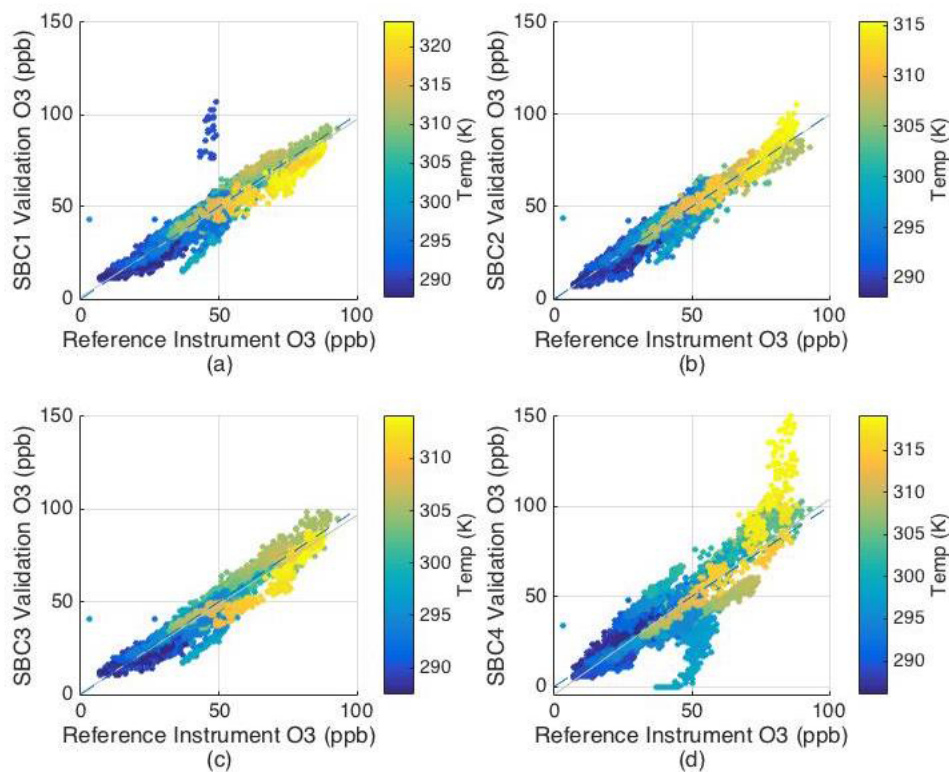 150
100
50
0
SBC1 Validation O3 (ppb)
0 50 100
Reference Instrument O3 (ppb)
(a)
320
315
310
305
300
295
290
Temp (K)
150
100
50
0
SBC2 Validation O3 (ppb)
0 50 100
Reference Instrument O3 (ppb)
(b)
315
310
305
300
295
290
Temp (K)
150
100
50
0
SBC3 Validation O3 (ppb)
0 50 100
Reference Instrument O3 (ppb)
(c)
310
305
300
295
290
Temp (K)
150
100
50
0
SBC4 Validation O3 (ppb)
0 50 100
Reference Instrument O3 (ppb)
(d)
315
310
305
300
295
290
Temp (K)